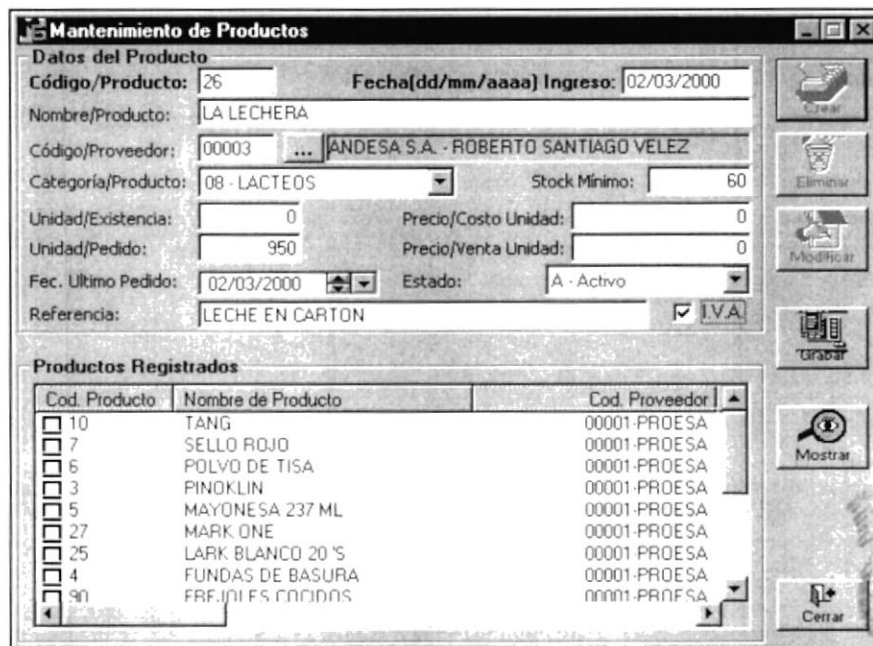 Mantenimiento de Productos
Datos del Producto
Código/Producto: 26 Fecha(dd/mm/aaaa) Ingreso: 02/03/2000
Nombre/Producto: LA LECHERA
Código/Proveedor: 00003 ... ANDESA S.A. - ROBERTO SANTIAGO VELEZ
Categoría/Producto: 08 - LACTEOS Stock Mínimo: 60
Unidad/Existencia: 0 Precio/Costo Unidad: 0
Unidad/Pedido: 950 Precio/Venta Unidad: 0
Fec. Ultimo Pedido: 02/03/2000 Estado: A - Activo
Referencia: LECHE EN CARTON I.V.A.
Crear
Eliminar
Modificar
Grabar
Mostrar
Cerrar
Productos Registrados
Cod. Producto Nombre de Producto Cod. Proveedor
10 TANG 00001-PROESA
7 SELLO ROJO 00001-PROESA
6 POLVO DE TISA 00001-PROESA
3 PINOKLIN 00001-PROESA
5 MAYONESA 237 ML 00001-PROESA
27 MARK ONE 00001-PROESA
25 LARK BLANCO 20 'S 00001-PROESA
4 FUNDAS DE BASURA 00001-PROESA
90 FREJOLES COCIDOS 00001-PROESA